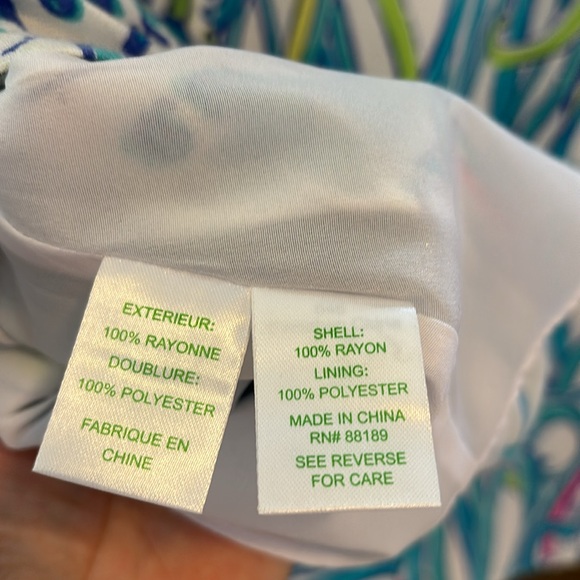 EXTERIEUR:
100% RAYONNE
DOUBLURE:
100% POLYESTER
FABRIQUE EN
CHINE
SHELL:
100% RAYON
LINING:
100% POLYESTER
MADE IN CHINA
RN# 88189
SEE REVERSE
FOR CARE